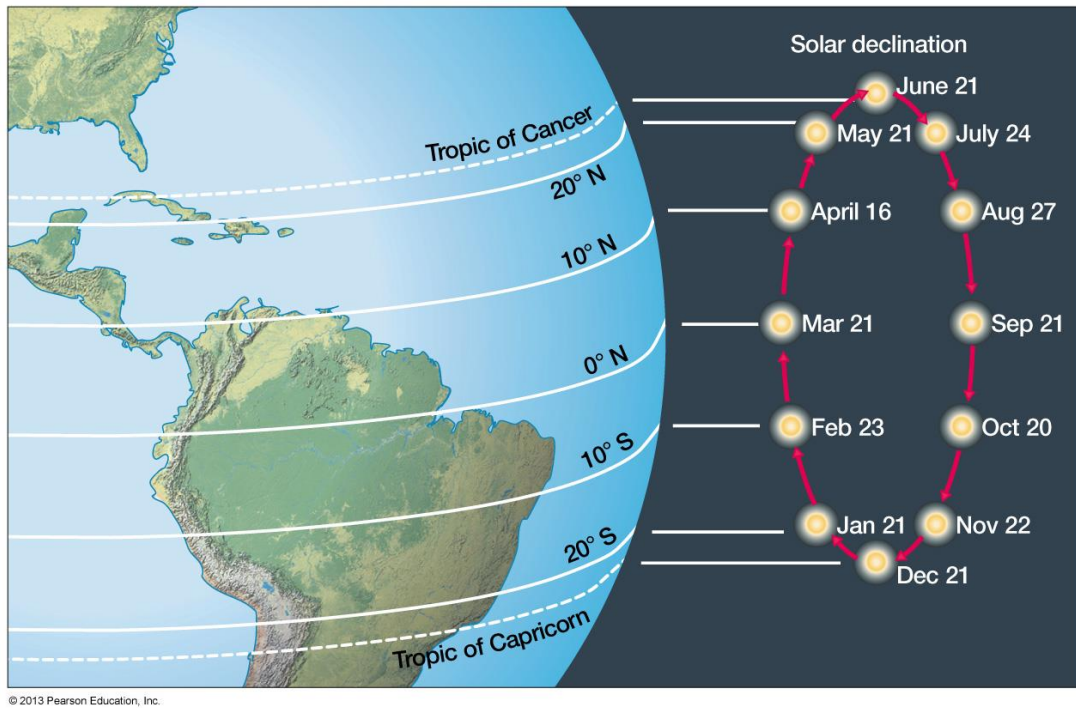 Solar declination
June 21
May 21
July 24
April 16
Aug 27
Mar 21
Sep 21
Feb 23
Oct 20
Jan 21
Nov 22
Dec 21
Tropic of Cancer
20° N
10° N
0° N
10° S
20° S
Tropic of Capricorn
© 2013 Pearson Education, Inc.